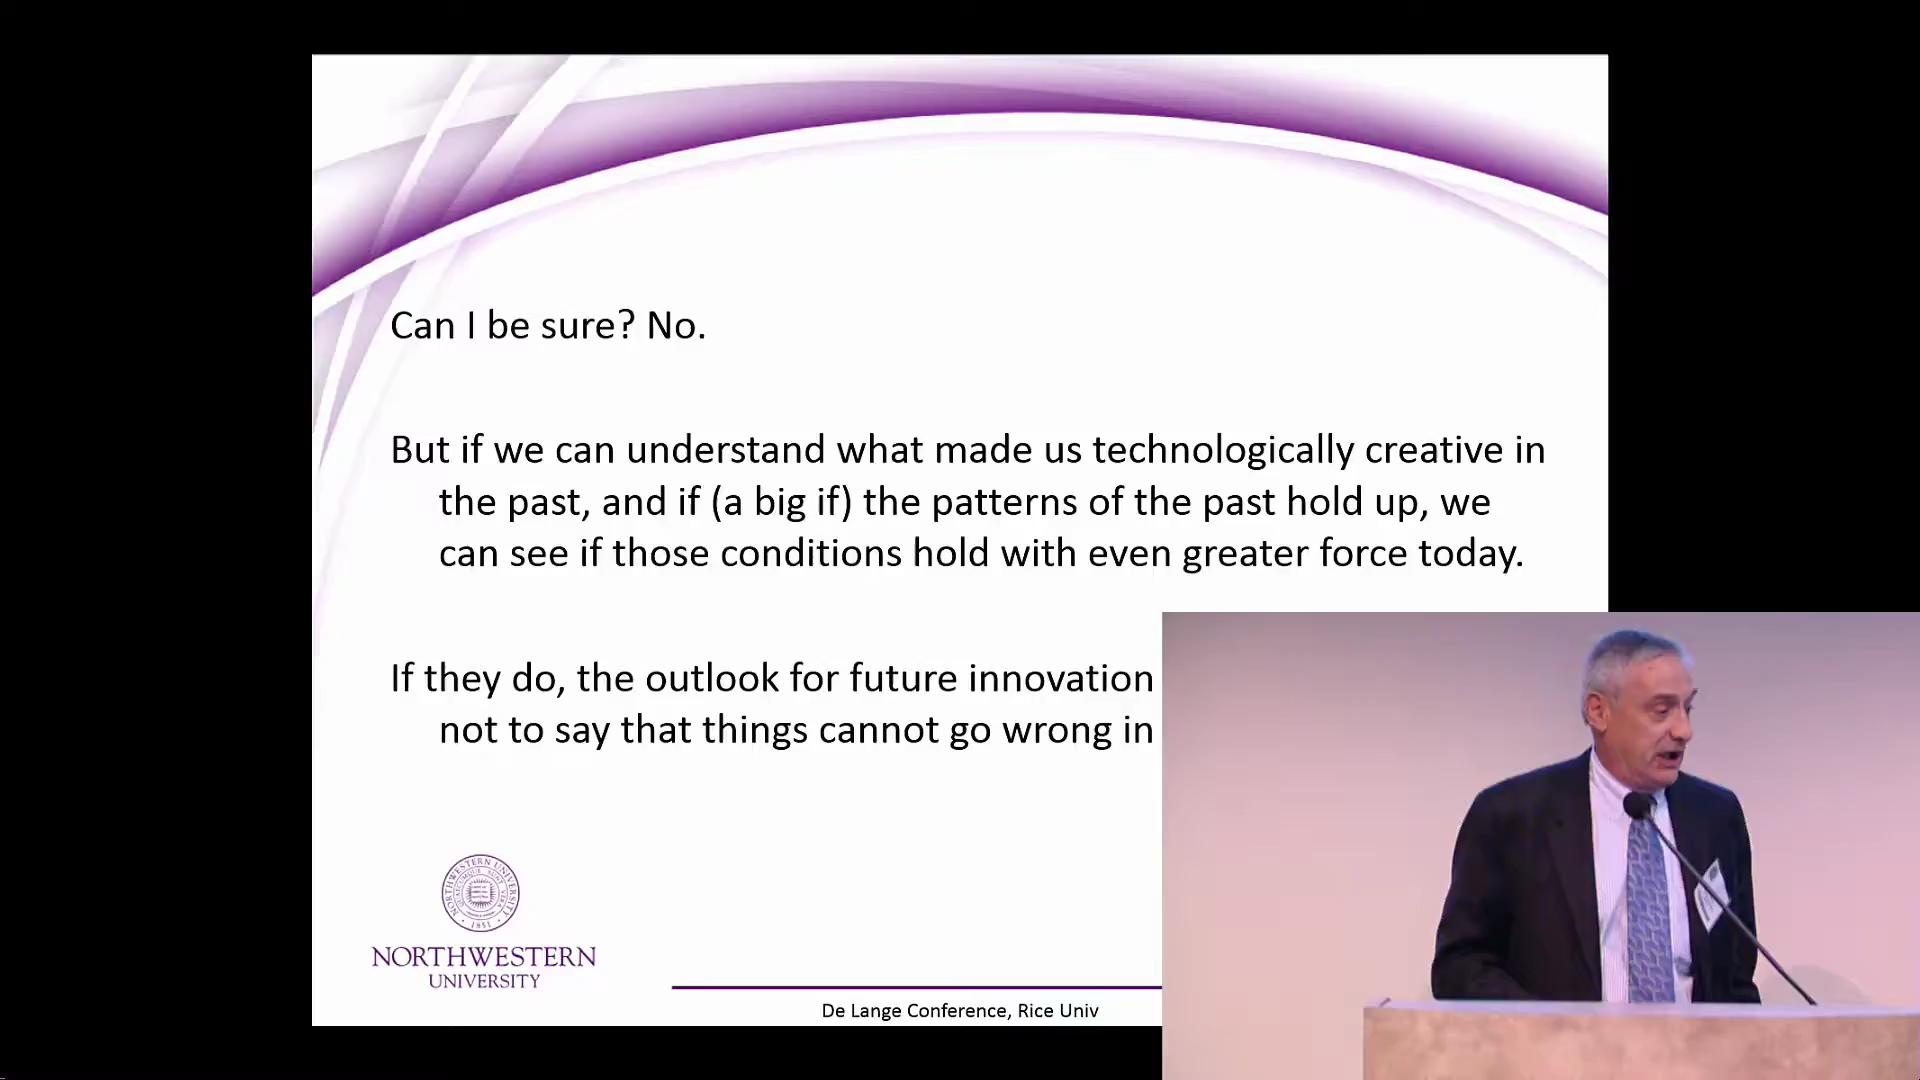 Can I be sure? No.
But if we can understand what made us technologically creative in
the past, and if (a big if) the patterns of the past hold up, we
can see if those conditions hold with even greater force today.
If they do, the outlook for future innovation
not to say that things cannot go wrong in
NORTHWESTERN UNIVERSITY
1851
NORTHWESTERN
UNIVERSITY
De Lange Conference, Rice Univ